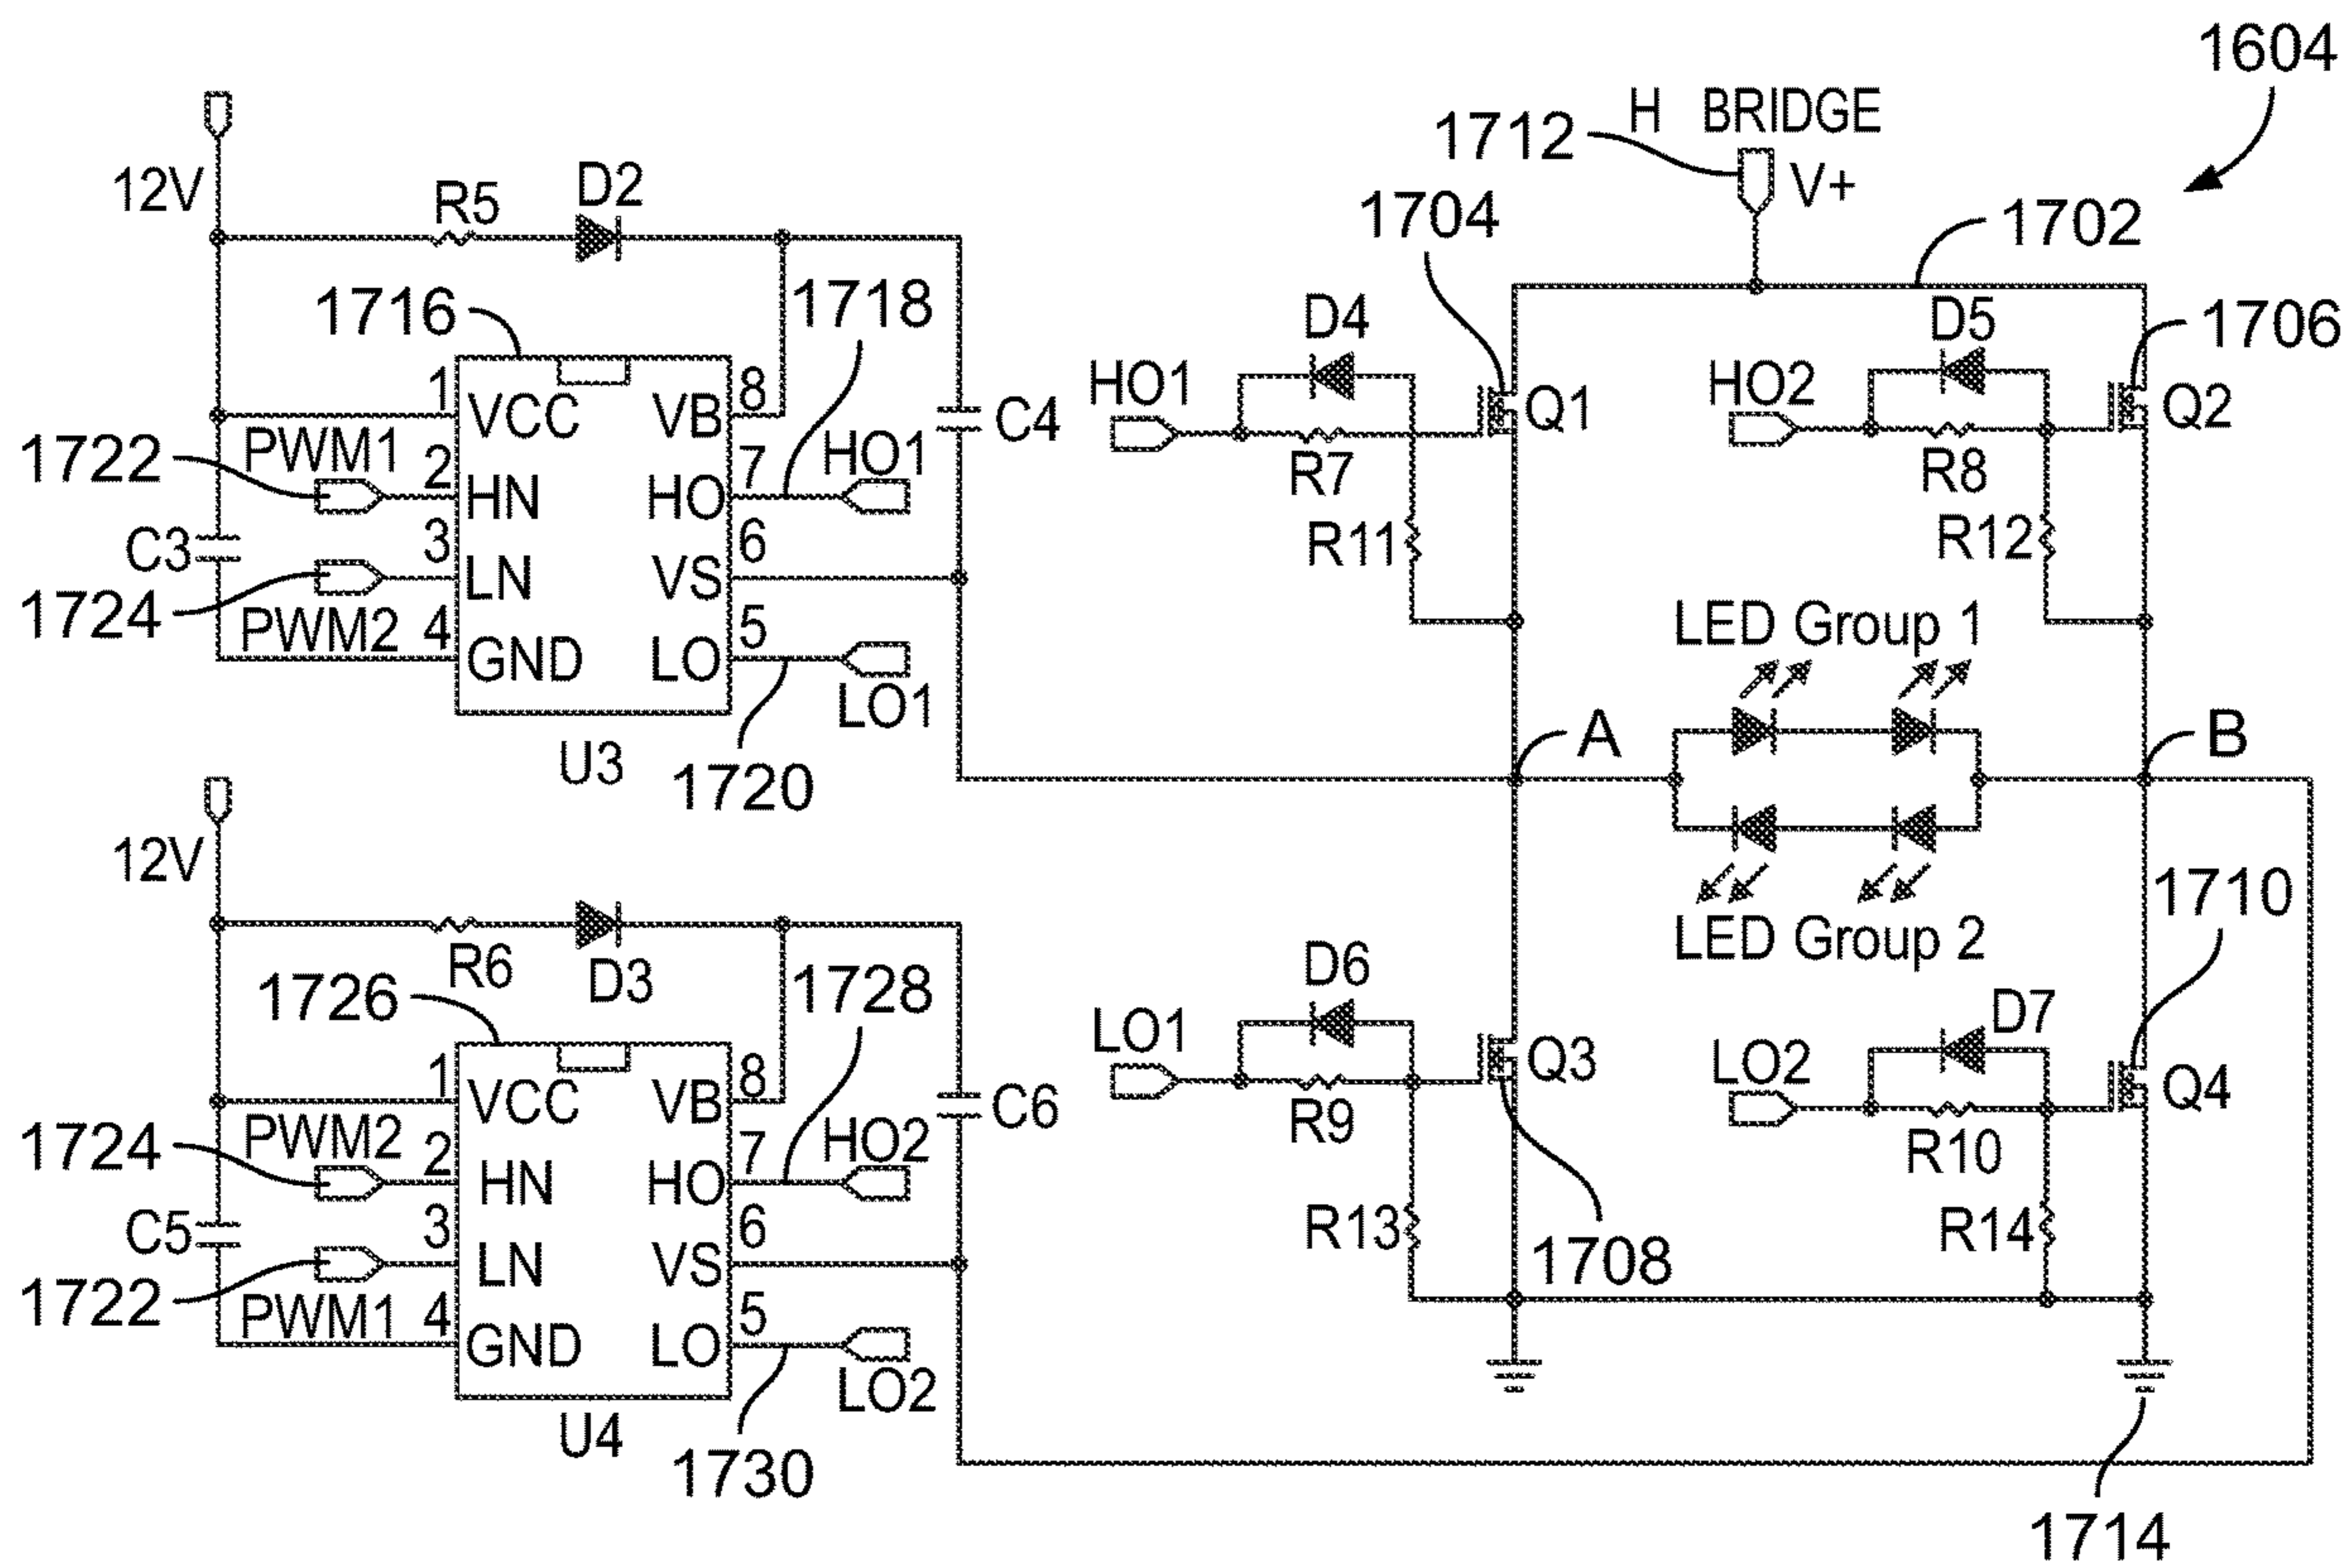 1604
H BRIDGE
1712
V+
12V
R5
D2
1704
1702
1716
1718
D4
D5
1706
HO1
HO2
Q1
Q2
1
VCC
VB
8
C4
1722
PWM1
2
HN
HO
7
HO1
R7
R8
C3
3
LN
VS
6
R11
R12
1724
PWM2
4
GND
LO
5
LO1
LED Group 1
U3
1720
A
B
12V
LED Group 2
1710
R6
D3
1726
1728
D6
D7
LO1
LO2
Q3
Q4
1
VCC
VB
8
C6
1724
PWM2
2
HN
HO
7
HO2
R9
R10
C5
3
LN
VS
6
R13
R14
1708
1722
PWM1
4
GND
LO
5
LO2
U4
1730
1714